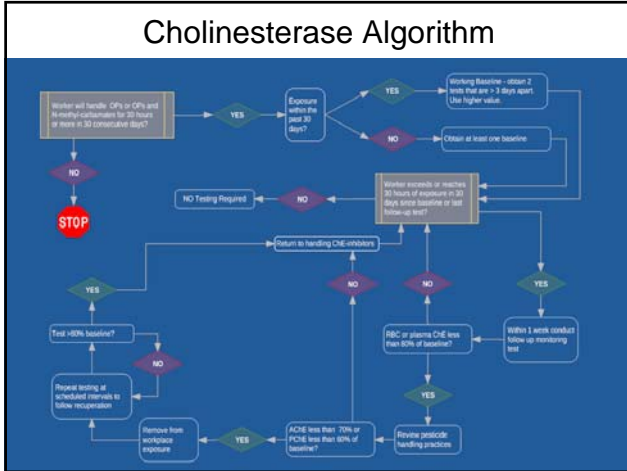 Cholinesterase Algorithm
Worker will handle OPs or OPs and
N-methyl-carbamates for 30 hours
or more in 30 consecutive days?
YES
Exposure
within the
past 30
days?
YES
Working Baseline - obtain 2
tests that are > 3 days apart.
Use higher value.
NO
Obtain at least one baseline
NO
STOP
Worker exceeds or reaches
30 hours of exposure in 30
days since baseline or last
follow-up test?
NO
NO Testing Required
Return to handling ChE-inhibitors
YES
NO
NO
YES
Test >80% baseline?
NO
RBC or plasma ChE less
than 80% of baseline?
Within 1 week conduct
follow up monitoring
test
Repeat testing at
scheduled intervals to
follow recuperation
YES
Remove from
workplace
exposure
YES
AChE less than 70% or
PChE less than 60% of
baseline?
Review pesticide
handling practices